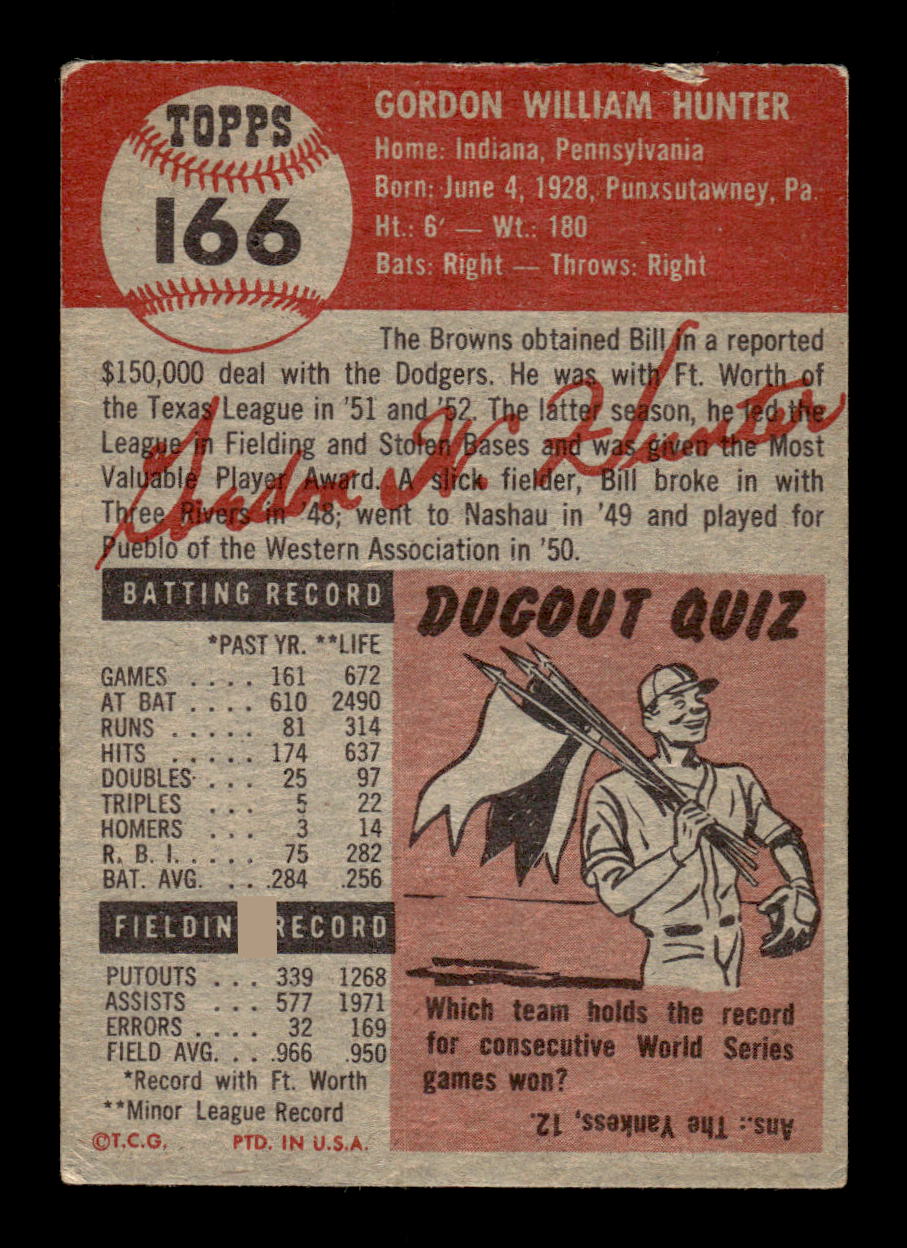 TOPPS
166
GORDON WILLIAM HUNTER
Home: Indiana, Pennsylvania
Born: June 4, 1928, Punxsutawney, Pa.
Ht.: 6′ — Wt.: 180
Bats: Right — Throws: Right
The Browns obtained Bill in a reported
$150,000 deal with the Dodgers. He was with Ft. Worth of
the Texas League in '51 and '52. The latter season, he led the
League in Fielding and Stolen Bases and was given the Most
Valuable Player Award. A slick fielder, Bill broke in with
Three Rivers in '48; went to Nashau in '49 and played for
Pueblo of the Western Association in '50.
Gordon W. Hunter
BATTING RECORD
*PAST YR. **LIFE
GAMES .... 161 672
AT BAT .... 610 2490
RUNS ..... 81 314
HITS ..... 174 637
DOUBLES ... 25 97
TRIPLES ... 5 22
HOMERS ... 3 14
R. B. I. .... 75 282
BAT. AVG. ... .284 .256
FIELDIN RECORD
PUTOUTS ... 339 1268
ASSISTS ... 577 1971
ERRORS .... 32 169
FIELD AVG. ... .966 .950
*Record with Ft. Worth
**Minor League Record
©T.C.G. PTD. IN U.S.A.
DUGOUT QUIZ
Which team holds the record
for consecutive World Series
games won?
Ans.: The Yankess, 12.